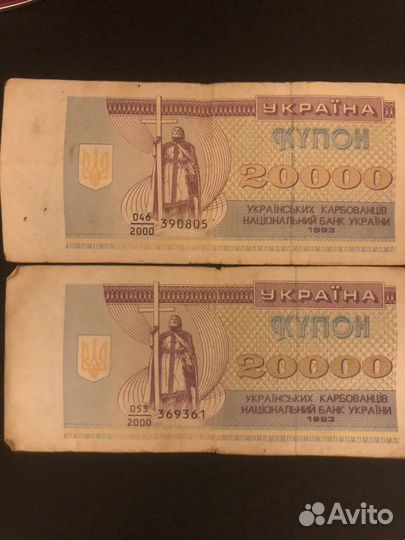 УКРАЇНА
КУПОН
20000
046/2000 390805
УКРАЇНСЬКИХ КАРБОВАНЦІВ
НАЦІОНАЛЬНИЙ БАНК УКРАЇНИ
1993
УКРАЇНА
КУПОН
20000
053/2000 369361
УКРАЇНСЬКИХ КАРБОВАНЦІВ
НАЦІОНАЛЬНИЙ БАНК УКРАЇНИ
1993
Avito